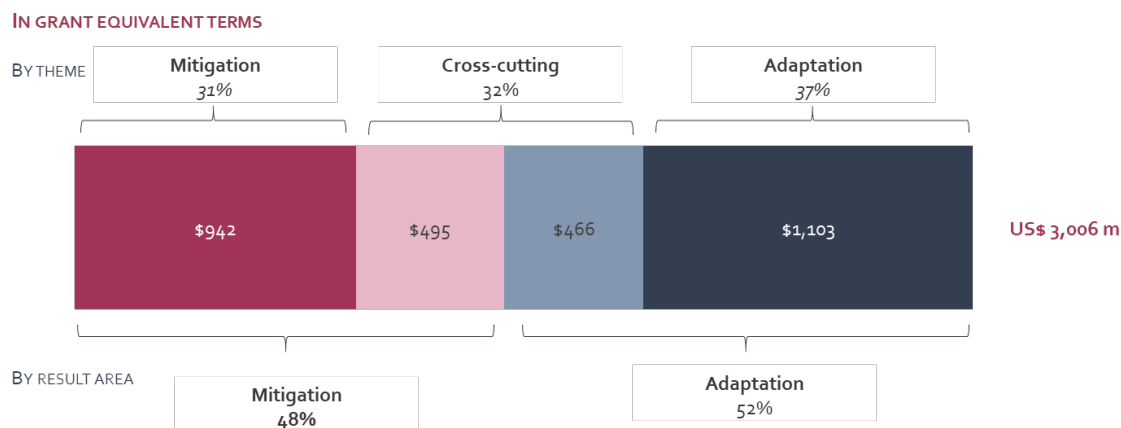 IN GRANT EQUIVALENT TERMS
BY THEME
Mitigation
31%
Cross-cutting
32%
Adaptation
37%
$942
$495
$466
$1,103
US$ 3,006 m
BY RESULT AREA
Mitigation
48%
Adaptation
52%